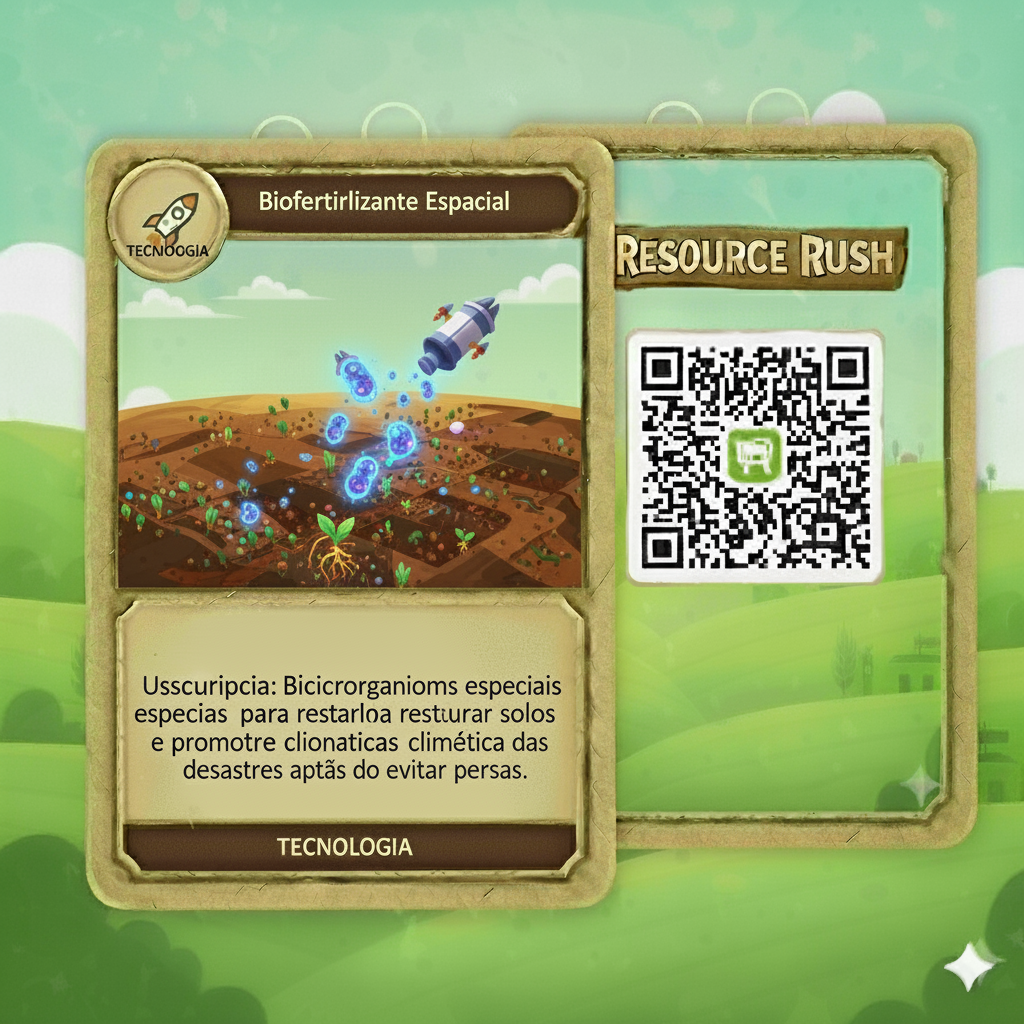 Biofertirlizante Espacial
TECNOOGIA
RESOURCE RUSH
Usscuripcia: Bicicrorganioms especiais
especias para restarloa resturar solos
e promotre clionaticas climética das
desastres aptãs do evitar persas.
TECNOLOGIA